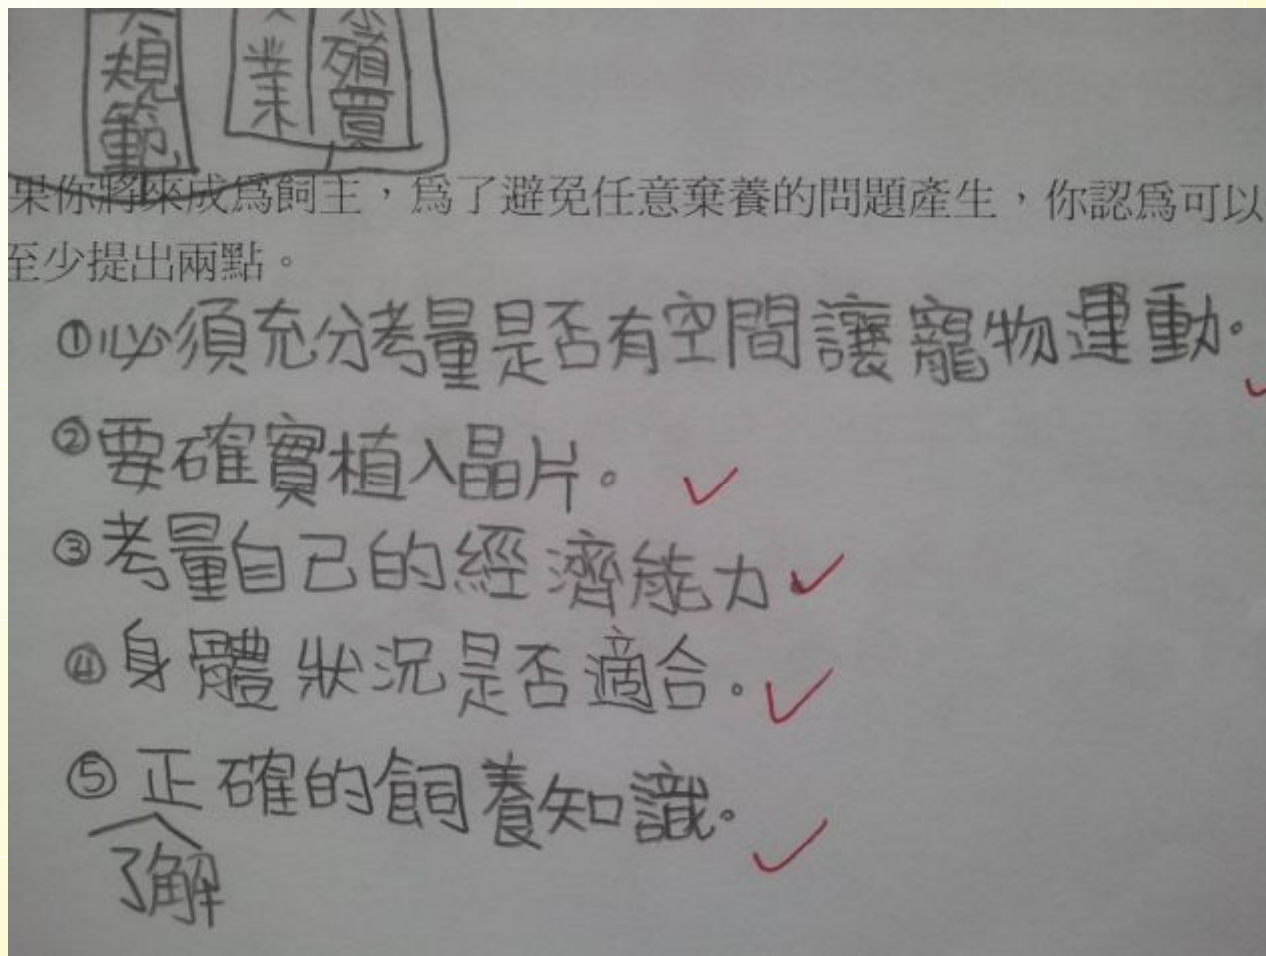 規範
業
殖買
果你將來成爲飼主，爲了避免任意棄養的問題產生，你認爲可以
至少提出兩點。
①必須充分考量是否有空間讓寵物運動。
②要確實植入晶片。
③考量自己的經濟能力
④身體狀況是否適合。
⑤正確的飼養知識。
了解